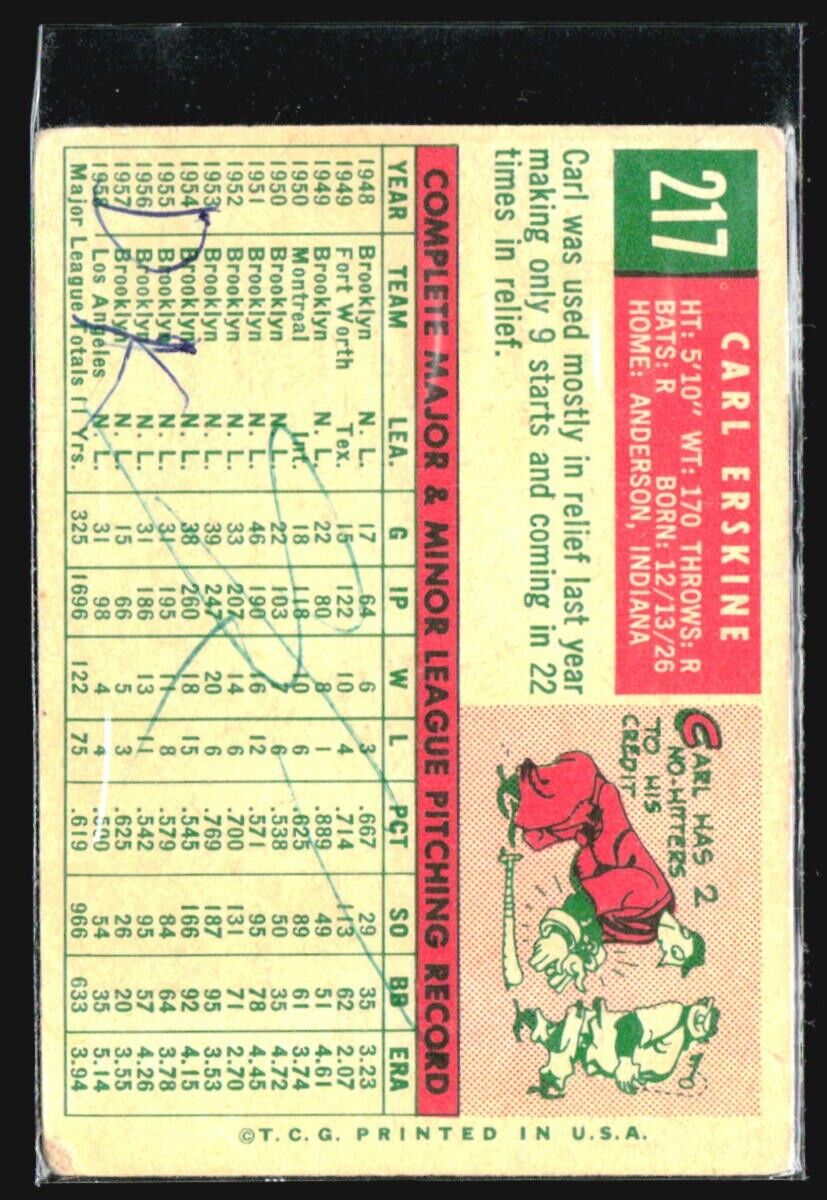 217
CARL ERSKINE
HT: 5'10" WT: 170 THROWS: R
BATS: R BORN: 12/13/26
HOME: ANDERSON, INDIANA
Carl was used mostly in relief last year
making only 9 starts and coming in 22
times in relief.
CARL HAS 2
NO-HITTERS
TO HIS
CREDIT
COMPLETE MAJOR & MINOR LEAGUE PITCHING RECORD
YEAR TEAM LEA. G IP W L PCT SO BB ERA
1948 Brooklyn N. L. 17 64 6 3 .667 29 35 3.23
1949 Fort Worth Tex. 15 122 10 4 .714 113 62 2.07
1949 Brooklyn N. L. 22 80 8 1 .889 49 51 4.61
1950 Montreal Int. 18 118 10 6 .625 89 61 3.74
1950 Brooklyn N. L. 22 103 7 6 .538 50 35 4.72
1951 Brooklyn N. L. 46 190 16 12 .571 95 78 4.45
1952 Brooklyn N. L. 33 207 14 6 .700 131 71 2.70
1953 Brooklyn N. L. 39 247 20 6 .769 187 95 3.53
1954 Brooklyn N. L. 38 260 18 15 .545 166 92 4.15
1955 Brooklyn N. L. 31 195 11 8 .579 84 64 3.78
1956 Brooklyn N. L. 31 186 13 11 .542 95 57 4.26
1957 Brooklyn N. L. 15 66 5 3 .625 26 20 3.55
1958 Los Angeles N. L. 31 98 4 4 .500 54 35 5.14
Major League Totals 11 Yrs. 325 1696 122 75 .619 966 633 3.94
©T.C.G. PRINTED IN U.S.A.